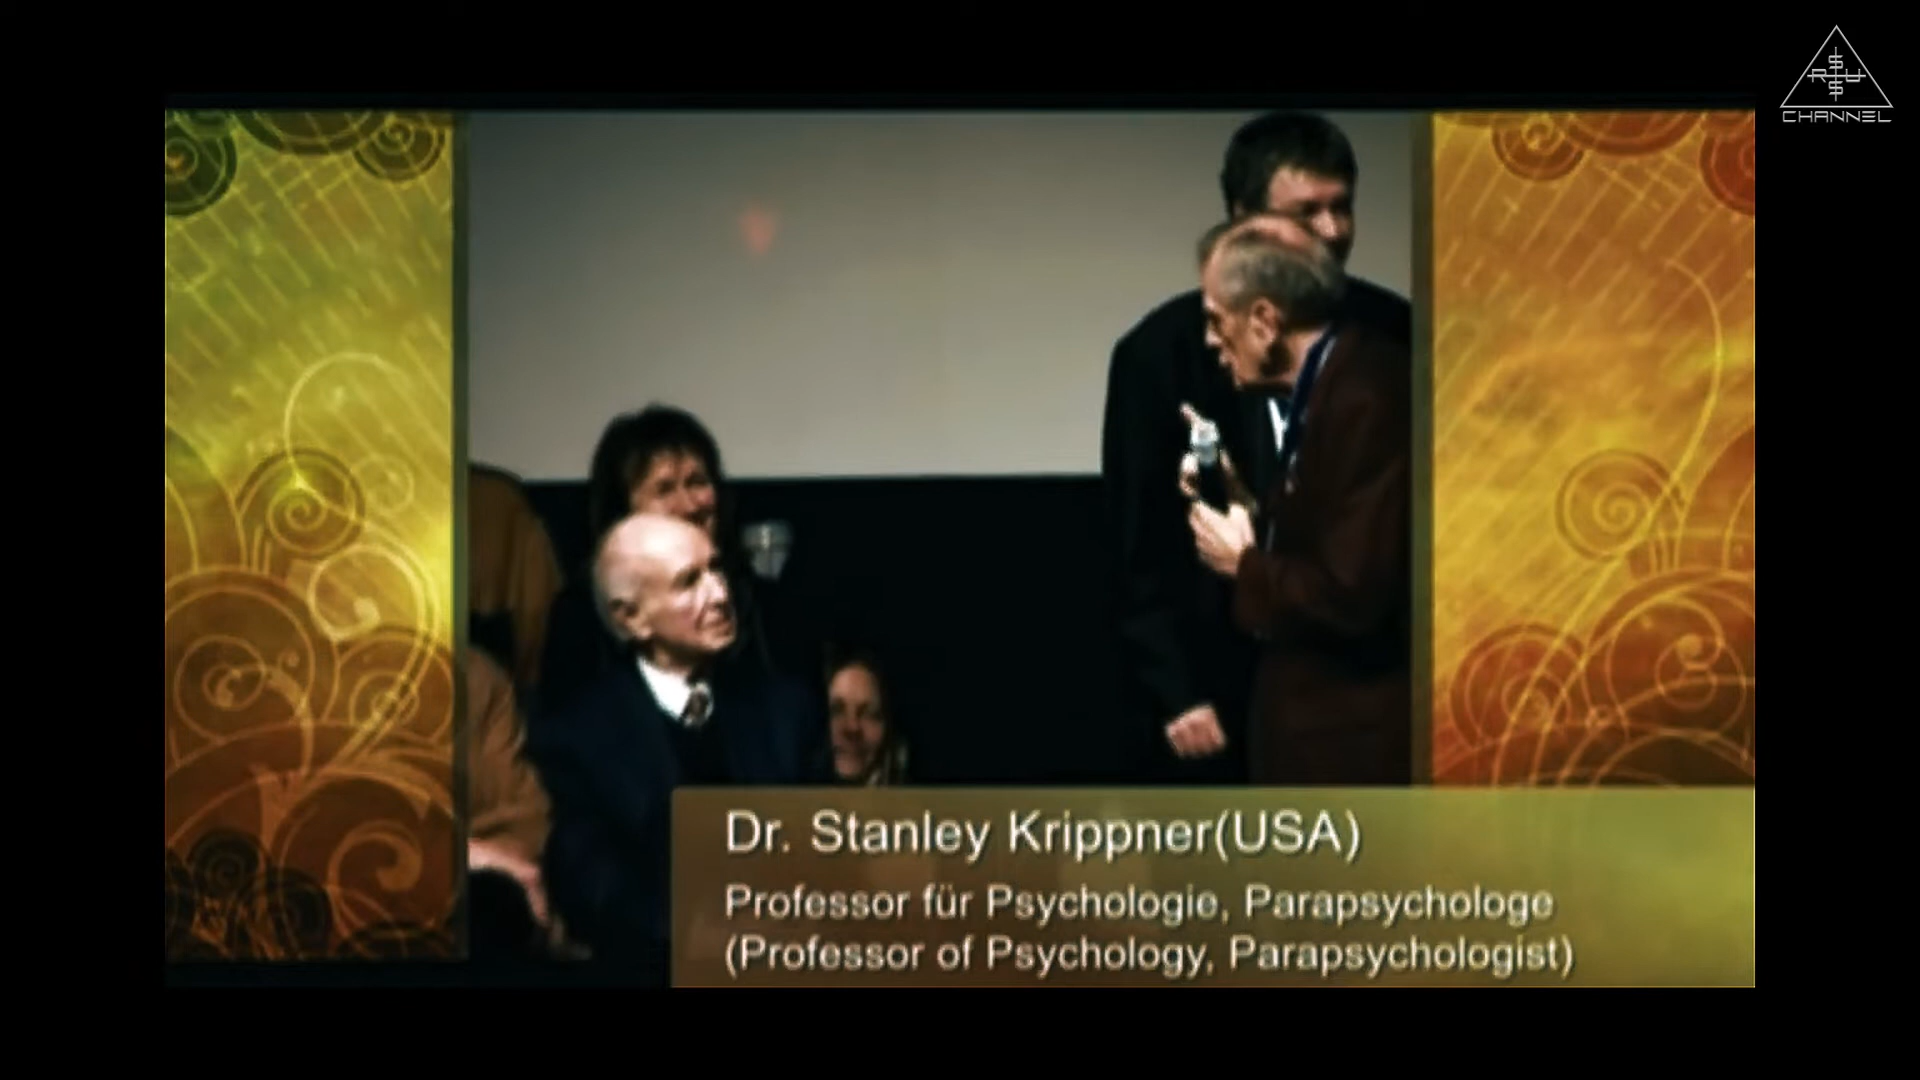 R$U$$
CHANNEL
Dr. Stanley Krippner(USA)
Professor für Psychologie, Parapsychologe
(Professor of Psychology, Parapsychologist)